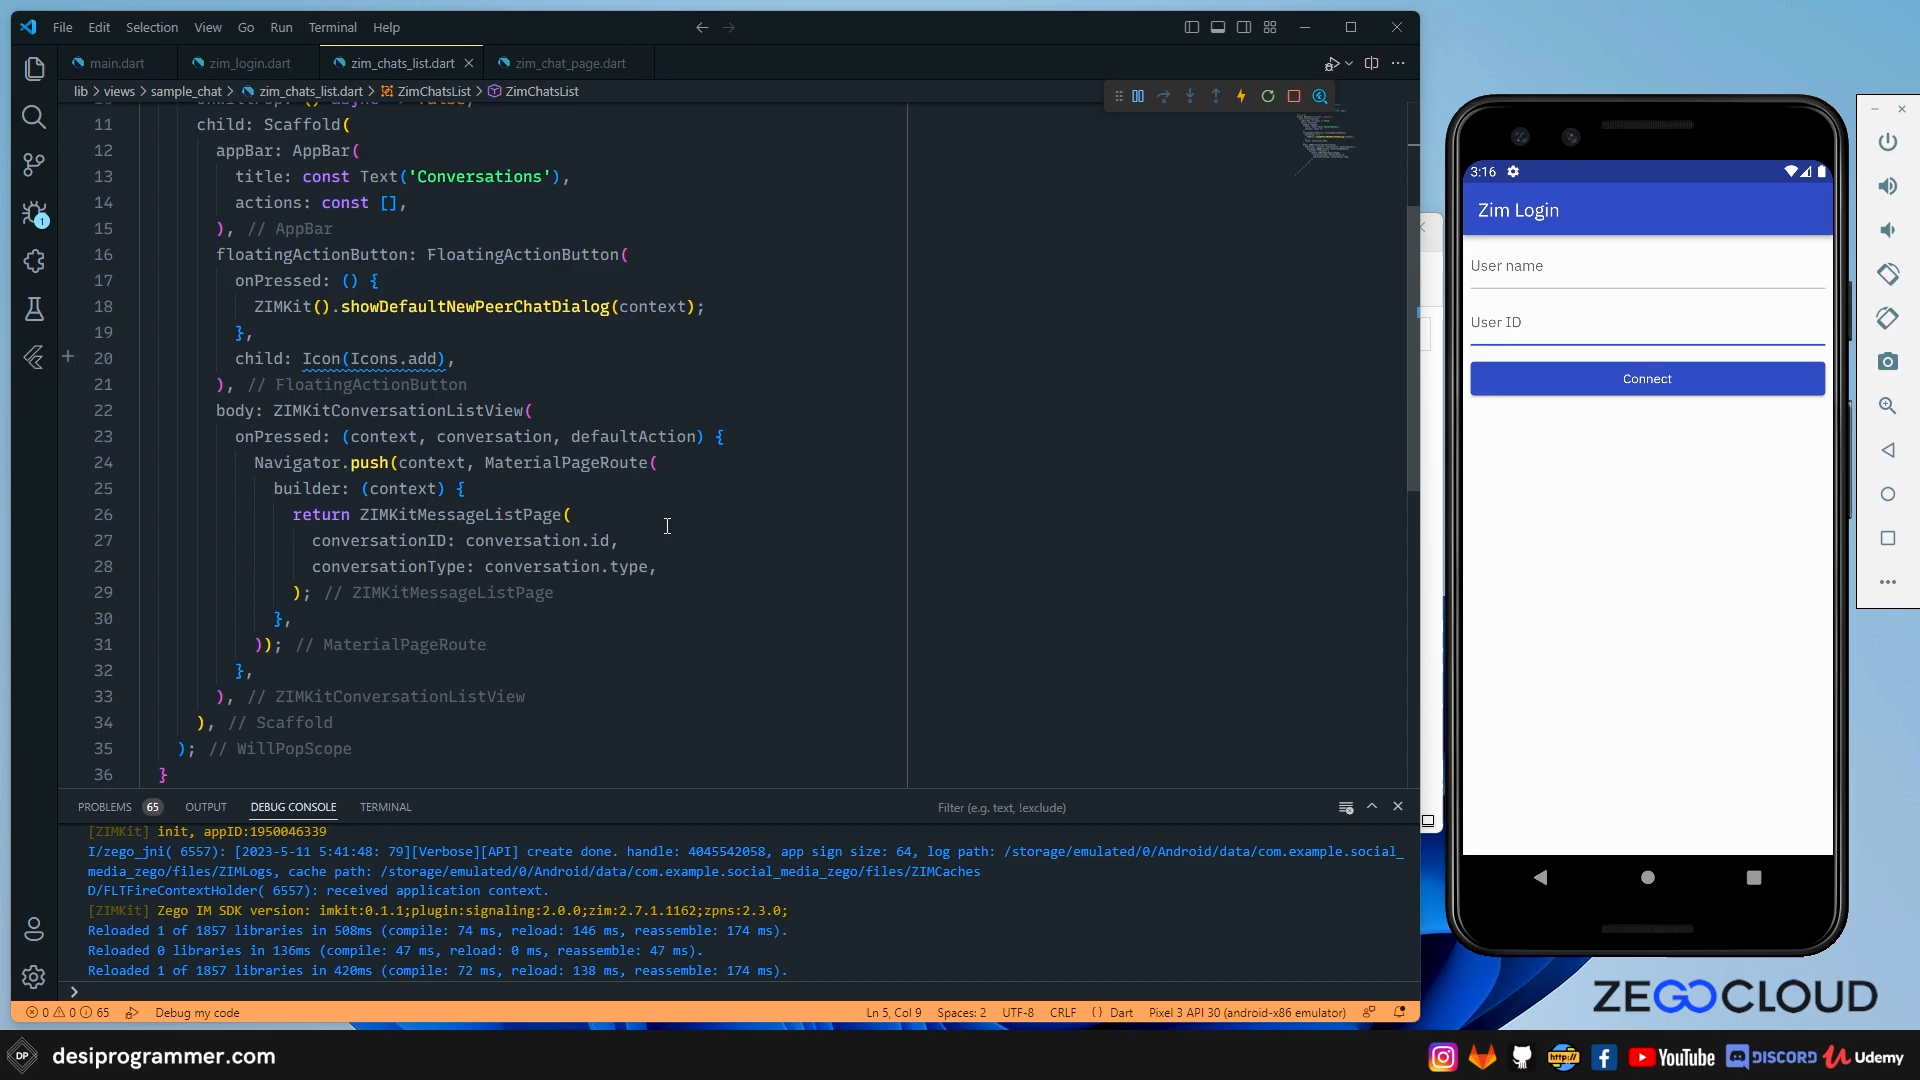 File Edit Selection View Go Run Terminal Help
main.dart zim_login.dart zim_chats_list.dart zim_chat_page.dart
lib > views > sample_chat > zim_chats_list.dart > ZimChatsList > ZimChatsList
11 child: Scaffold(
12 appBar: AppBar(
13 title: const Text('Conversations'),
14 actions: const [],
15 ), // AppBar
16 floatingActionButton: FloatingActionButton(
17 onPressed: () {
18 ZIMKit().showDefaultNewPeerChatDialog(context);
19 },
20 child: Icon(Icons.add),
21 ), // FloatingActionButton
22 body: ZIMKitConversationListView(
23 onPressed: (context, conversation, defaultAction) {
24 Navigator.push(context, MaterialPageRoute(
25 builder: (context) {
26 return ZIMKitMessageListPage(
27 conversationID: conversation.id,
28 conversationType: conversation.type,
29 ); // ZIMKitMessageListPage
30 },
31 )); // MaterialPageRoute
32 },
33 ), // ZIMKitConversationListView
34 ), // Scaffold
35 ); // WillPopScope
36 }
PROBLEMS 65 OUTPUT DEBUG CONSOLE TERMINAL Filter (e.g. text, !exclude)
[ZIMKit] init, appID:1950046339
I/zego_jni( 6557): [2023-5-11 5:41:48: 79][Verbose][API] create done. handle: 4045542058, app sign size: 64, log path: /storage/emulated/0/Android/data/com.example.social_
media_zego/files/ZIMLogs, cache path: /storage/emulated/0/Android/data/com.example.social_media_zego/files/ZIMCaches
D/FLTFireContextHolder( 6557): received application context.
[ZIMKit] Zego IM SDK version: imkit:0.1.1;plugin:signaling:2.0.0;zim:2.7.1.1162;zpns:2.3.0;
Reloaded 1 of 1857 libraries in 508ms (compile: 74 ms, reload: 146 ms, reassemble: 174 ms).
Reloaded 0 libraries in 136ms (compile: 47 ms, reload: 0 ms, reassemble: 47 ms).
Reloaded 1 of 1857 libraries in 420ms (compile: 72 ms, reload: 138 ms, reassemble: 174 ms).
0 0 65 Debug my code Ln 5, Col 9 Spaces: 2 UTF-8 CRLF {} Dart Pixel 3 API 30 (android-x86 emulator)
1
3:16
Zim Login
User name
User ID
Connect
ZEGOCLOUD
DP desiprogrammer.com http:// YouTube DISCORD Udemy